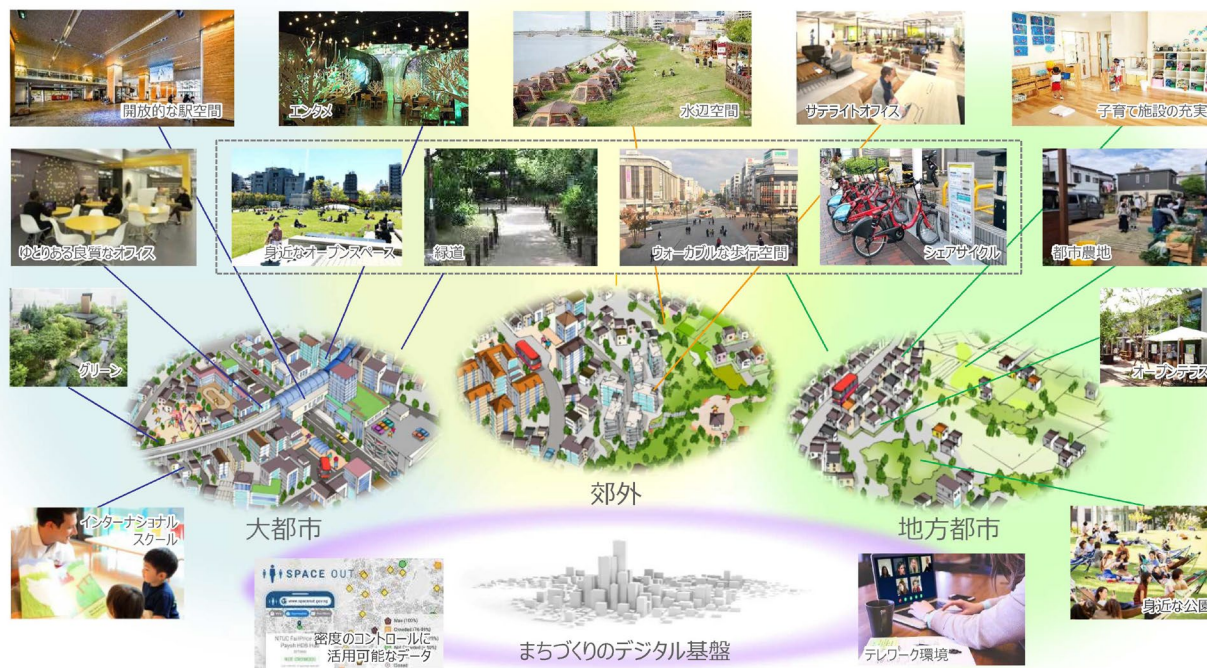 開放的な駅空間
エンタメ
水辺空間
サテライトオフィス
子育て施設の充実
ゆとりある良質なオフィス
身近なオープンスペース
緑道
ウォーカブルな歩行空間
シェアサイクル
都市農地
グリーン
オープンテラス
大都市
郊外
地方都市
インターナショナル
スクール
SPACE OUT
密度のコントロールに
活用可能なデータ
まちづくりのデジタル基盤
テレワーク環境
身近な公園